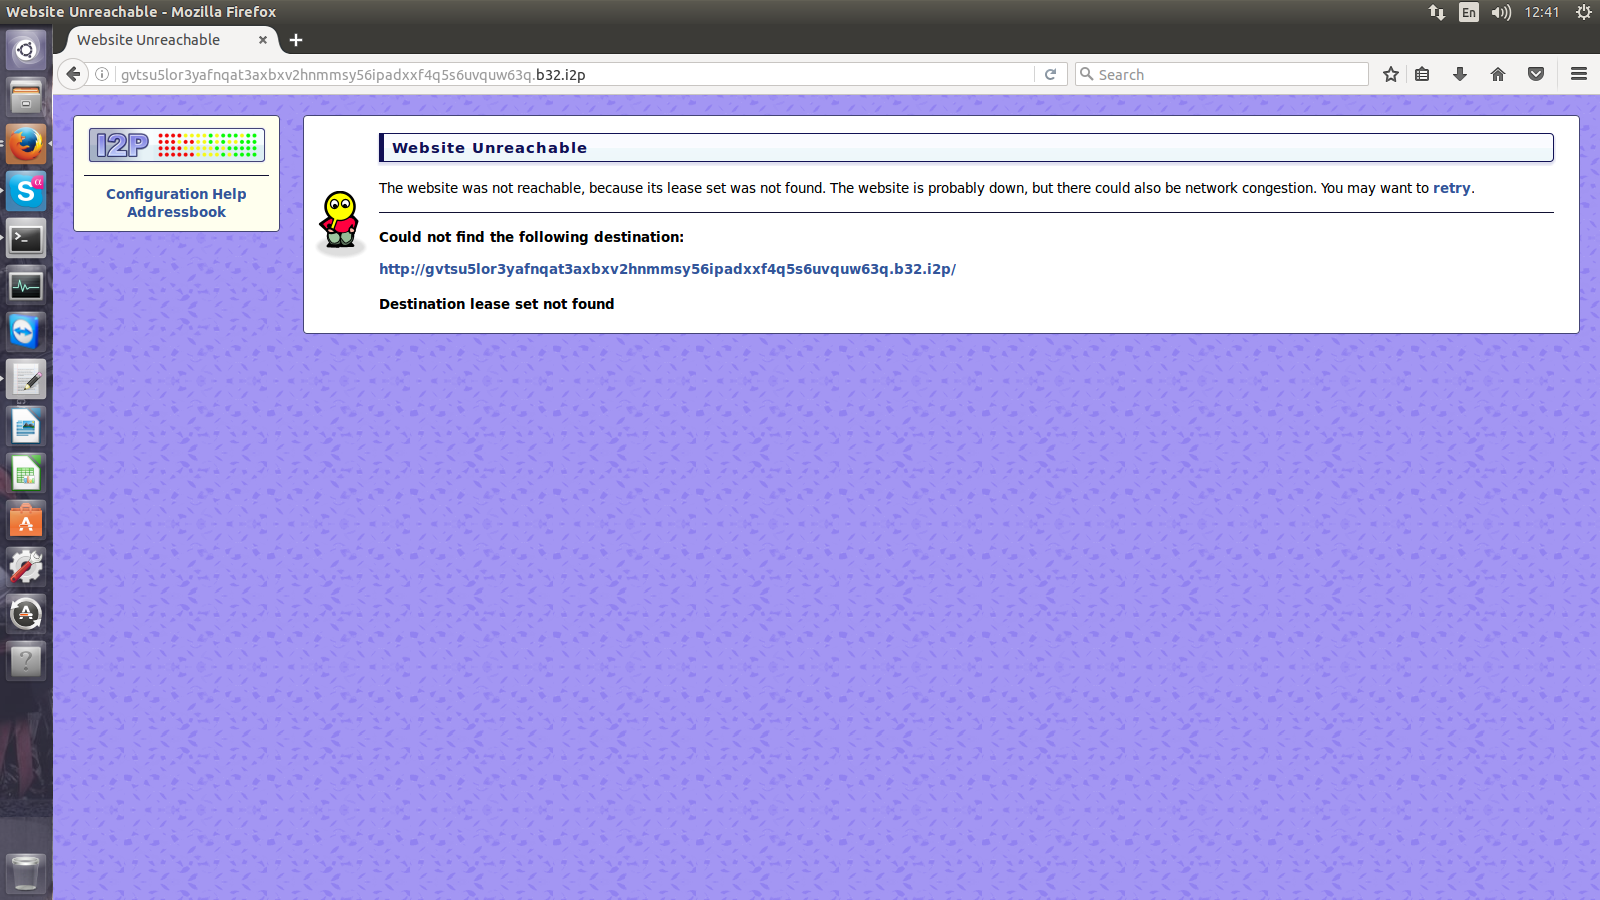 Website Unreachable - Mozilla Firefox
En
12:41
Website Unreachable
gvtsu5lor3yafnqat3axbxv2hnmmsy56ipadxxf4q5s6uvquw63q.b32.i2p
Search
I2P
Configuration Help
Addressbook
Website Unreachable
The website was not reachable, because its lease set was not found. The website is probably down, but there could also be network congestion. You may want to retry.
Could not find the following destination:
http://gvtsu5lor3yafnqat3axbxv2hnmmsy56ipadxxf4q5s6uvquw63q.b32.i2p/
Destination lease set not found